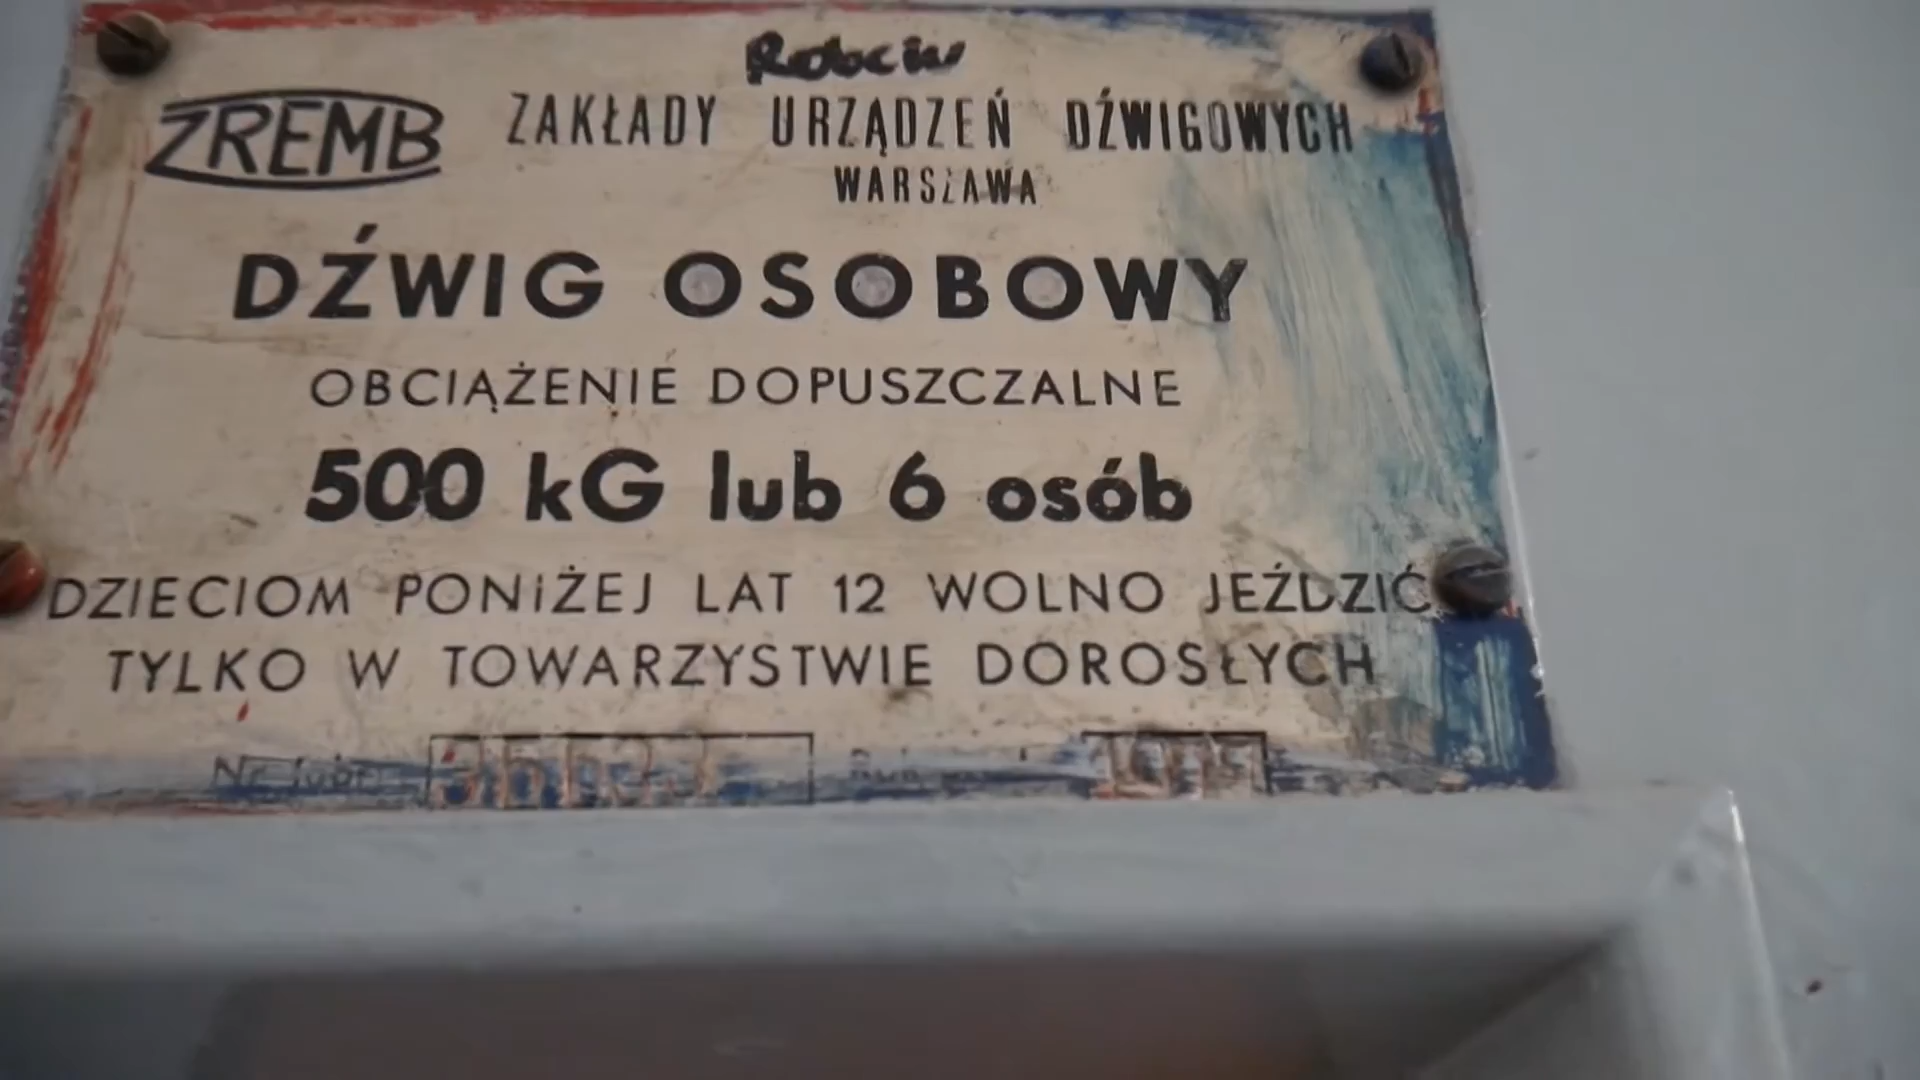 ZREMB ZAKŁADY URZĄDZEŃ DŹWIGOWYCH
WARSZAWA
DŹWIG OSOBOWY
OBCIĄŻENIE DOPUSZCZALNE
500 kG lub 6 osób
DZIECIOM PONIŻEJ LAT 12 WOLNO JEŹDZIĆ
TYLKO W TOWARZYSTWIE DOROSŁYCH